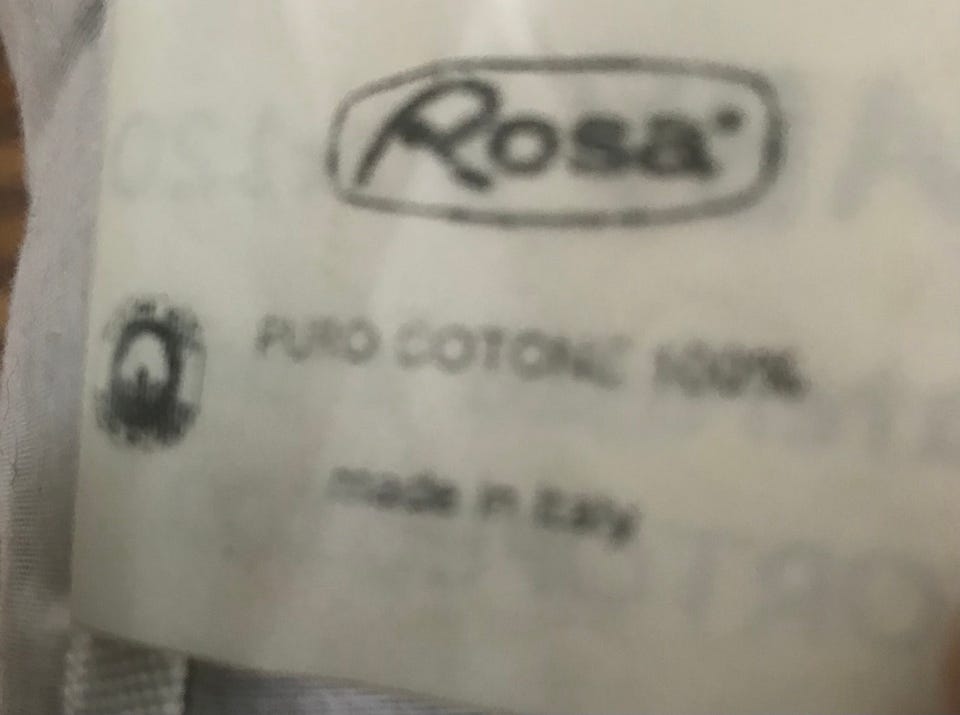 Rosa
PURO COTONE 100%
made in Italy